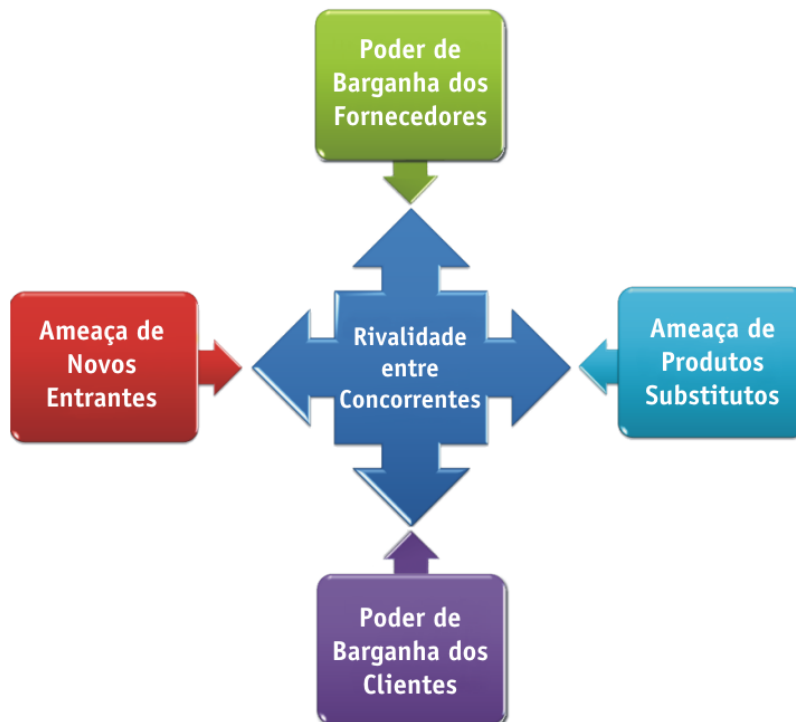 Poder de
Barganha dos
Fornecedores
Ameaça de
Novos
Entrantes
Rivalidade
entre
Concorrentes
Ameaça de
Produtos
Substitutos
Poder de
Barganha dos
Clientes